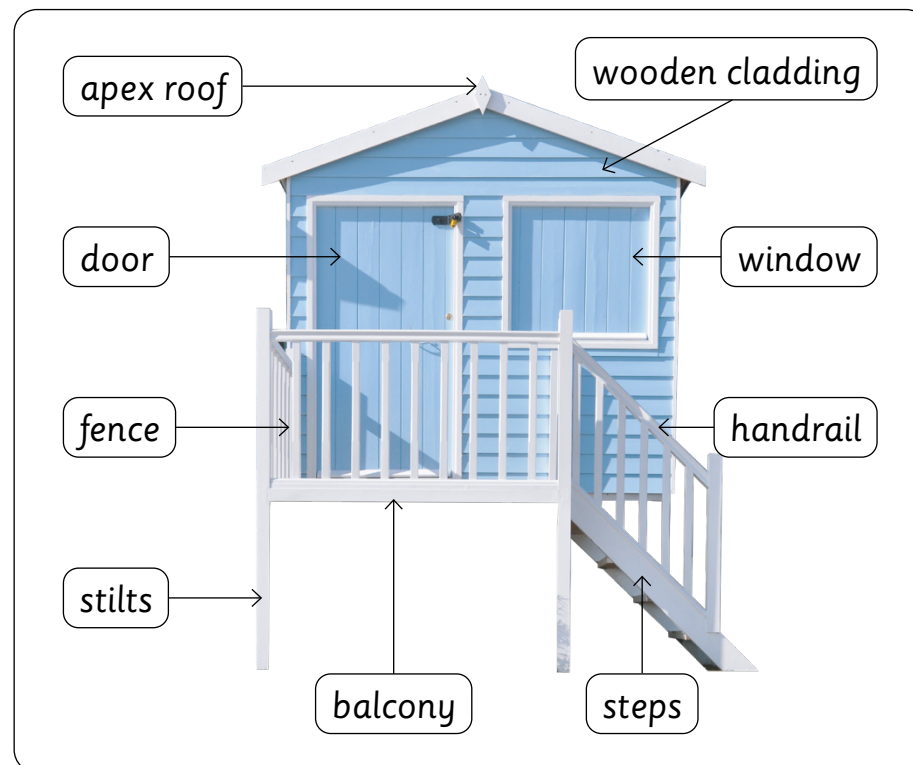 apex roof
wooden cladding
door
window
fence
handrail
stilts
balcony
steps